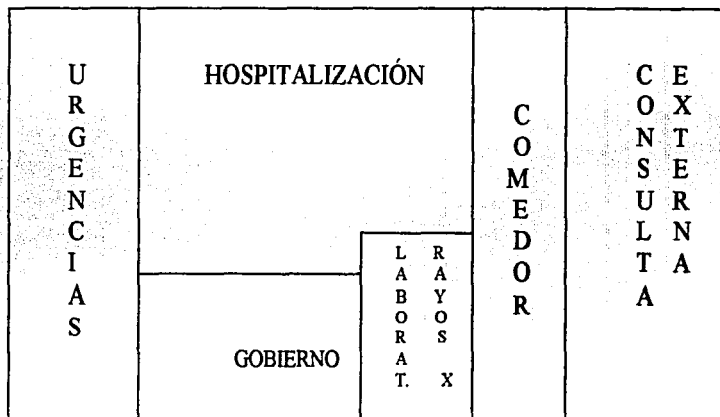 URGENCIAS
HOSPITALIZACIÓN
GOBIERNO
LABORAT.
RAYOS X
COMEDOR
CONSULTA
EXTERNA